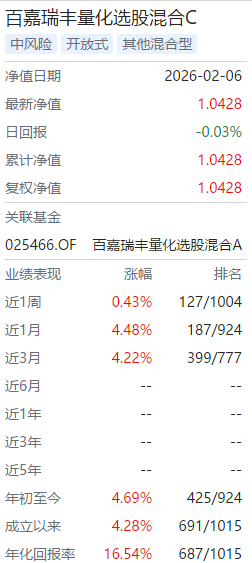 百嘉瑞丰量化选股混合C
中风险 开放式 其他混合型
净值日期 2026-02-06
最新净值 1.0428
日回报 -0.03%
累计净值 1.0428
复权净值 1.0428
关联基金
025466.OF 百嘉瑞丰量化选股混合A
业绩表现 涨幅 排名
近1周 0.43% 127/1004
近1月 4.48% 187/924
近3月 4.22% 399/777
近6月 -- --
近1年 -- --
近3年 -- --
近5年 -- --
年初至今 4.69% 425/924
成立以来 4.28% 691/1015
年化回报率 16.54% 687/1015